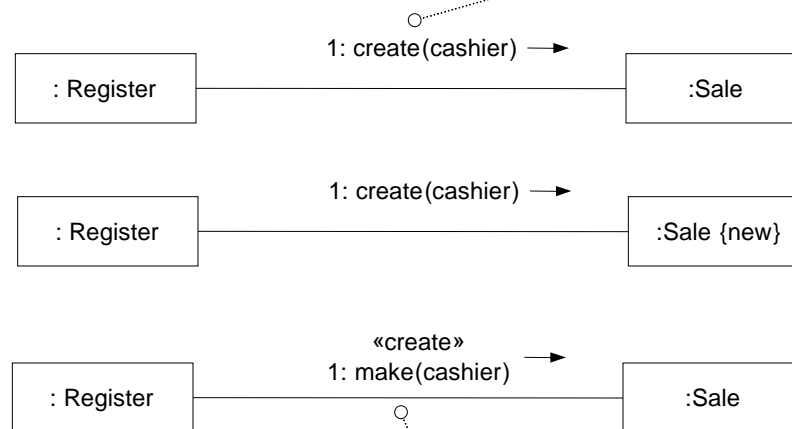 1: create(cashier)
: Register
:Sale
1: create(cashier)
: Register
:Sale {new}
«create»
1: make(cashier)
: Register
:Sale